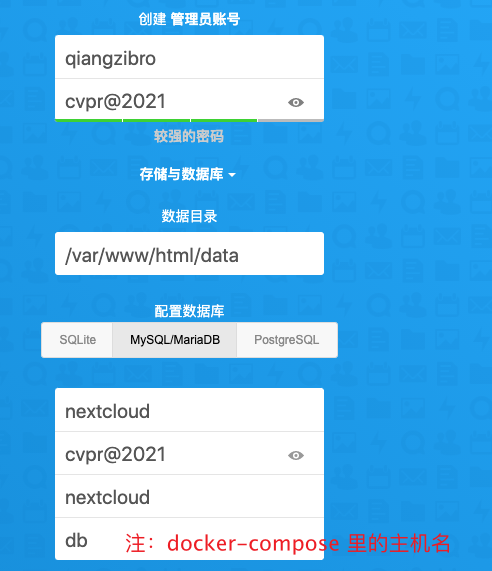 创建 管理员账号
qiangzibro
cvpr@2021
较强的密码
存储与数据库
数据目录
/var/www/html/data
配置数据库
SQLite MySQL/MariaDB PostgreSQL
nextcloud
cvpr@2021
nextcloud
db 注：docker-compose 里的主机名